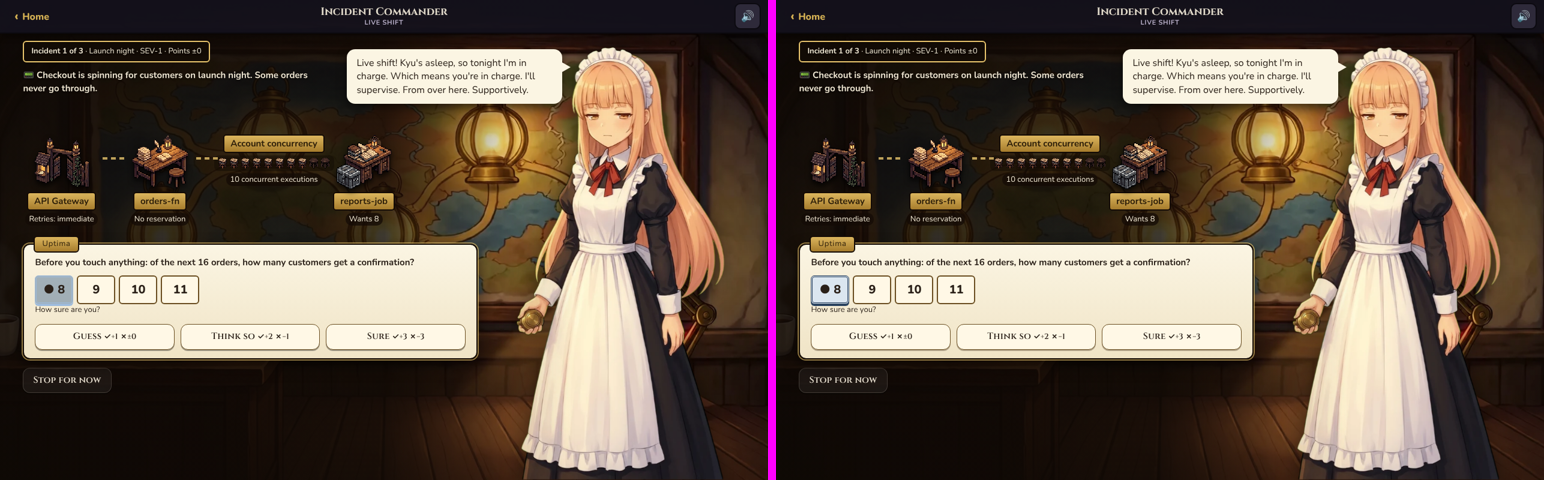 ‹ Home
Incident Commander
LIVE SHIFT
🔊
Incident 1 of 3 · Launch night · SEV-1 · Points ±0
📟 Checkout is spinning for customers on launch night. Some orders
never go through.
Live shift! Kyu's asleep, so tonight I'm in
charge. Which means you're in charge. I'll
supervise. From over here. Supportively.
Account concurrency
10 concurrent executions
API Gateway
orders-fn
reports-job
Retries: immediate
No reservation
Wants 8
Uptima
Before you touch anything: of the next 16 orders, how many customers get a confirmation?
● 8 9 10 11
How sure are you?
Guess ✓+1 ✕±0 Think so ✓+2 ✕−1 Sure ✓+3 ✕−3
Stop for now
‹ Home
Incident Commander
LIVE SHIFT
🔊
Incident 1 of 3 · Launch night · SEV-1 · Points ±0
📟 Checkout is spinning for customers on launch night. Some orders
never go through.
Live shift! Kyu's asleep, so tonight I'm in
charge. Which means you're in charge. I'll
supervise. From over here. Supportively.
Account concurrency
10 concurrent executions
API Gateway
orders-fn
reports-job
Retries: immediate
No reservation
Wants 8
Uptima
Before you touch anything: of the next 16 orders, how many customers get a confirmation?
● 8 9 10 11
How sure are you?
Guess ✓+1 ✕±0 Think so ✓+2 ✕−1 Sure ✓+3 ✕−3
Stop for now